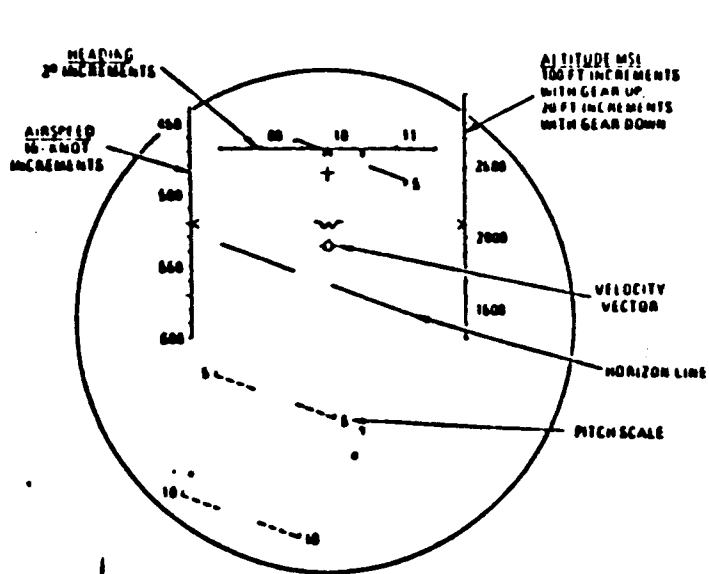 HEADING
2° INCREMENTS
ALTITUDE MSL
100 FT INCREMENTS
WITH GEAR UP
20 FT INCREMENTS
WITH GEAR DOWN
AIRSPEED
10-KNOT
INCREMENTS
450
500
550
600
10
11
2500
2000
1500
5
VELOCITY
VECTOR
HORIZON LINE
5
5
PITCH SCALE
10
10